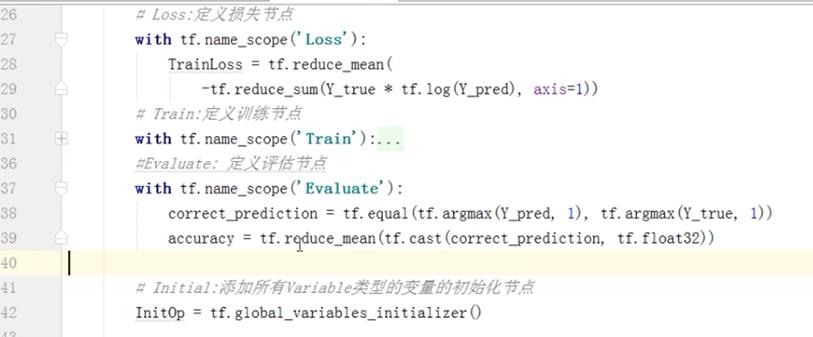 26 # Loss:定义损失节点
27 with tf.name_scope('Loss'):
28 TrainLoss = tf.reduce_mean(
29 -tf.reduce_sum(Y_true * tf.log(Y_pred), axis=1))
30 # Train:定义训练节点
31 with tf.name_scope('Train'):...
36 #Evaluate: 定义评估节点
37 with tf.name_scope('Evaluate'):
38 correct_prediction = tf.equal(tf.argmax(Y_pred, 1), tf.argmax(Y_true, 1))
39 accuracy = tf.reduce_mean(tf.cast(correct_prediction, tf.float32))
40
41 # Initial:添加所有Variable类型的变量的初始化节点
42 InitOp = tf.global_variables_initializer()